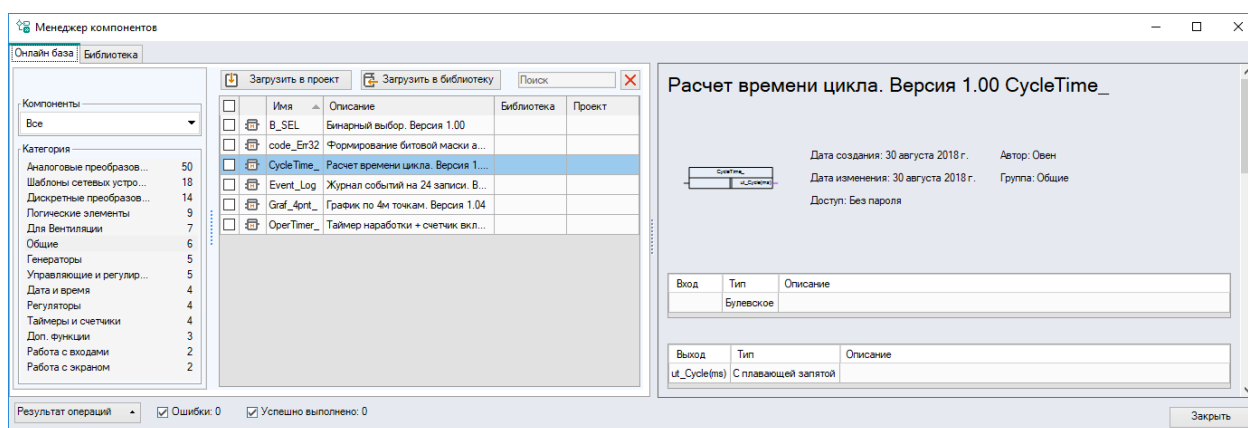 Менеджер компонентов
Онлайн база Библиотека
Компоненты
Все
Категория
Аналоговые преобразов... 50
Шаблоны сетевых устро... 18
Дискретные преобразов... 14
Логические элементы 9
Для Вентиляции 7
Общие 6
Генераторы 5
Управляющие и регулир... 5
Дата и время 4
Регуляторы 4
Таймеры и счетчики 4
Доп. функции 3
Работа с входами 2
Работа с экраном 2
Загрузить в проект Загрузить в библиотеку Поиск
Имя Описание Библиотека Проект
B_SEL Бинарный выбор. Версия 1.00
code_Err32 Формирование битовой маски а...
CycleTime_ Расчет времени цикла. Версия 1....
Event_Log Журнал событий на 24 записи. В...
Graf_4pnt_ График по 4м точкам. Версия 1.04
OperTimer_ Таймер наработки + счетчик вкл...
Расчет времени цикла. Версия 1.00 CycleTime_
CycleTime_
ut_Cycle(ms)
Дата создания: 30 августа 2018 г. Автор: Овен
Дата изменения: 30 августа 2018 г. Группа: Общие
Доступ: Без пароля
Вход Тип Описание
Булевское
Выход Тип Описание
ut_Cycle(ms) С плавающей запятой
Результат операций Ошибки: 0 Успешно выполнено: 0
Закрыть